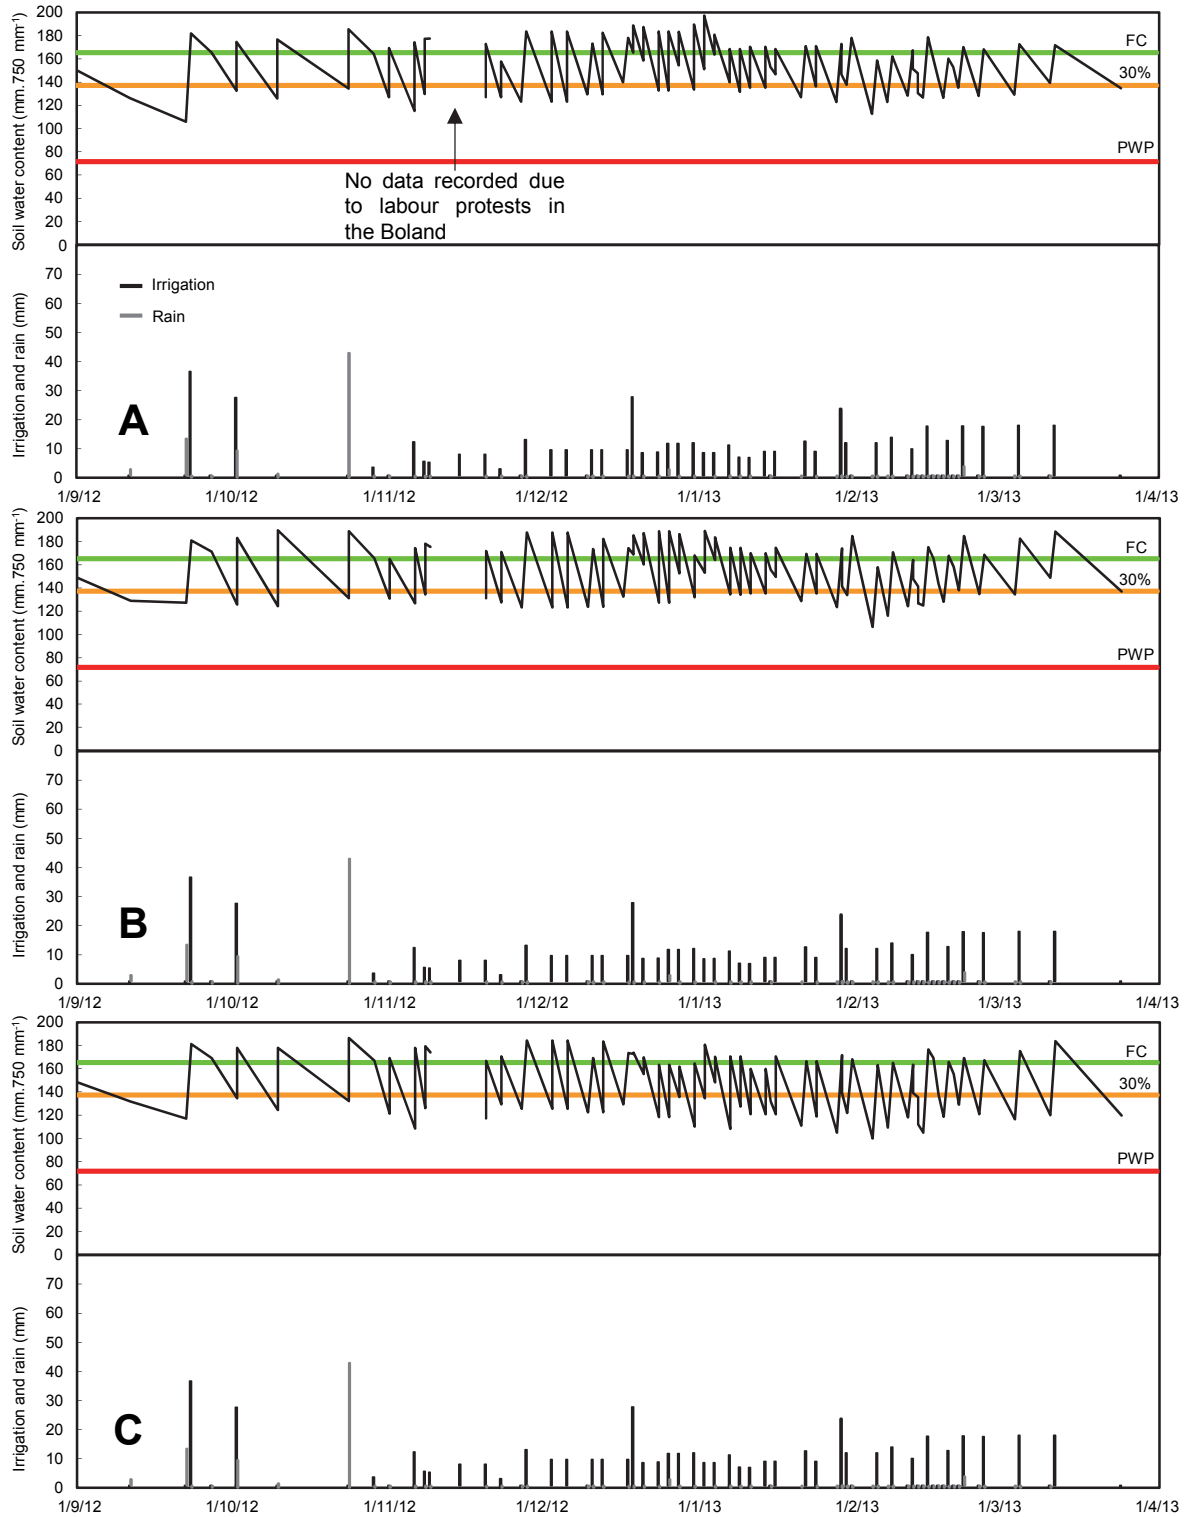 200
180
FC
160
30%
140
120
100
80
PWP
60
40
20
0
Soil water content (mm.750 mm⁻¹)
No data recorded due
to labour protests in
the Boland
70
60
50
40
30
20
10
0
Irrigation and rain (mm)
Irrigation
Rain
A
1/9/12 1/10/12 1/11/12 1/12/12 1/1/13 1/2/13 1/3/13 1/4/13
200
180
FC
160
30%
140
120
100
80
PWP
60
40
20
0
Soil water content (mm.750 mm⁻¹)
70
60
50
40
30
20
10
0
Irrigation and rain (mm)
B
1/9/12 1/10/12 1/11/12 1/12/12 1/1/13 1/2/13 1/3/13 1/4/13
200
180
FC
160
30%
140
120
100
80
PWP
60
40
20
0
Soil water content (mm.750 mm⁻¹)
70
60
50
40
30
20
10
0
Irrigation and rain (mm)
C
1/9/12 1/10/12 1/11/12 1/12/12 1/1/13 1/2/13 1/3/13 1/4/13